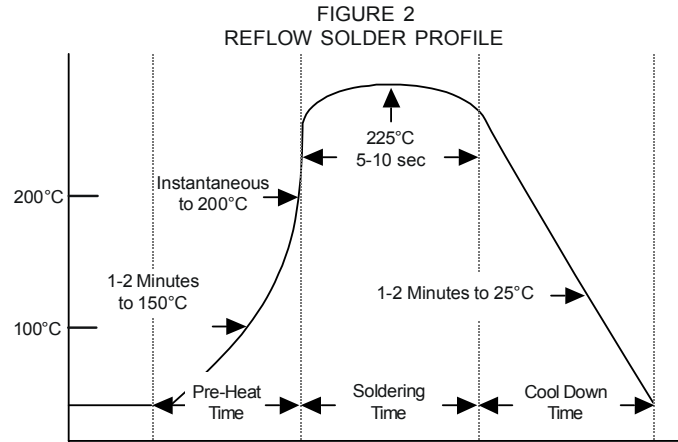 FIGURE 2
REFLOW SOLDER PROFILE
225°C
5-10 sec
Instantaneous
to 200°C
200°C
1-2 Minutes
to 150°C
1-2 Minutes to 25°C
100°C
Pre-Heat
Time
Soldering
Time
Cool Down
Time